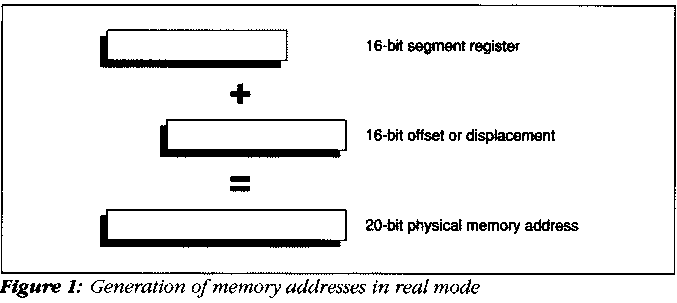 16-bit segment register
+
16-bit offset or displacement
=
20-bit physical memory address
Figure 1: Generation of memory addresses in real mode